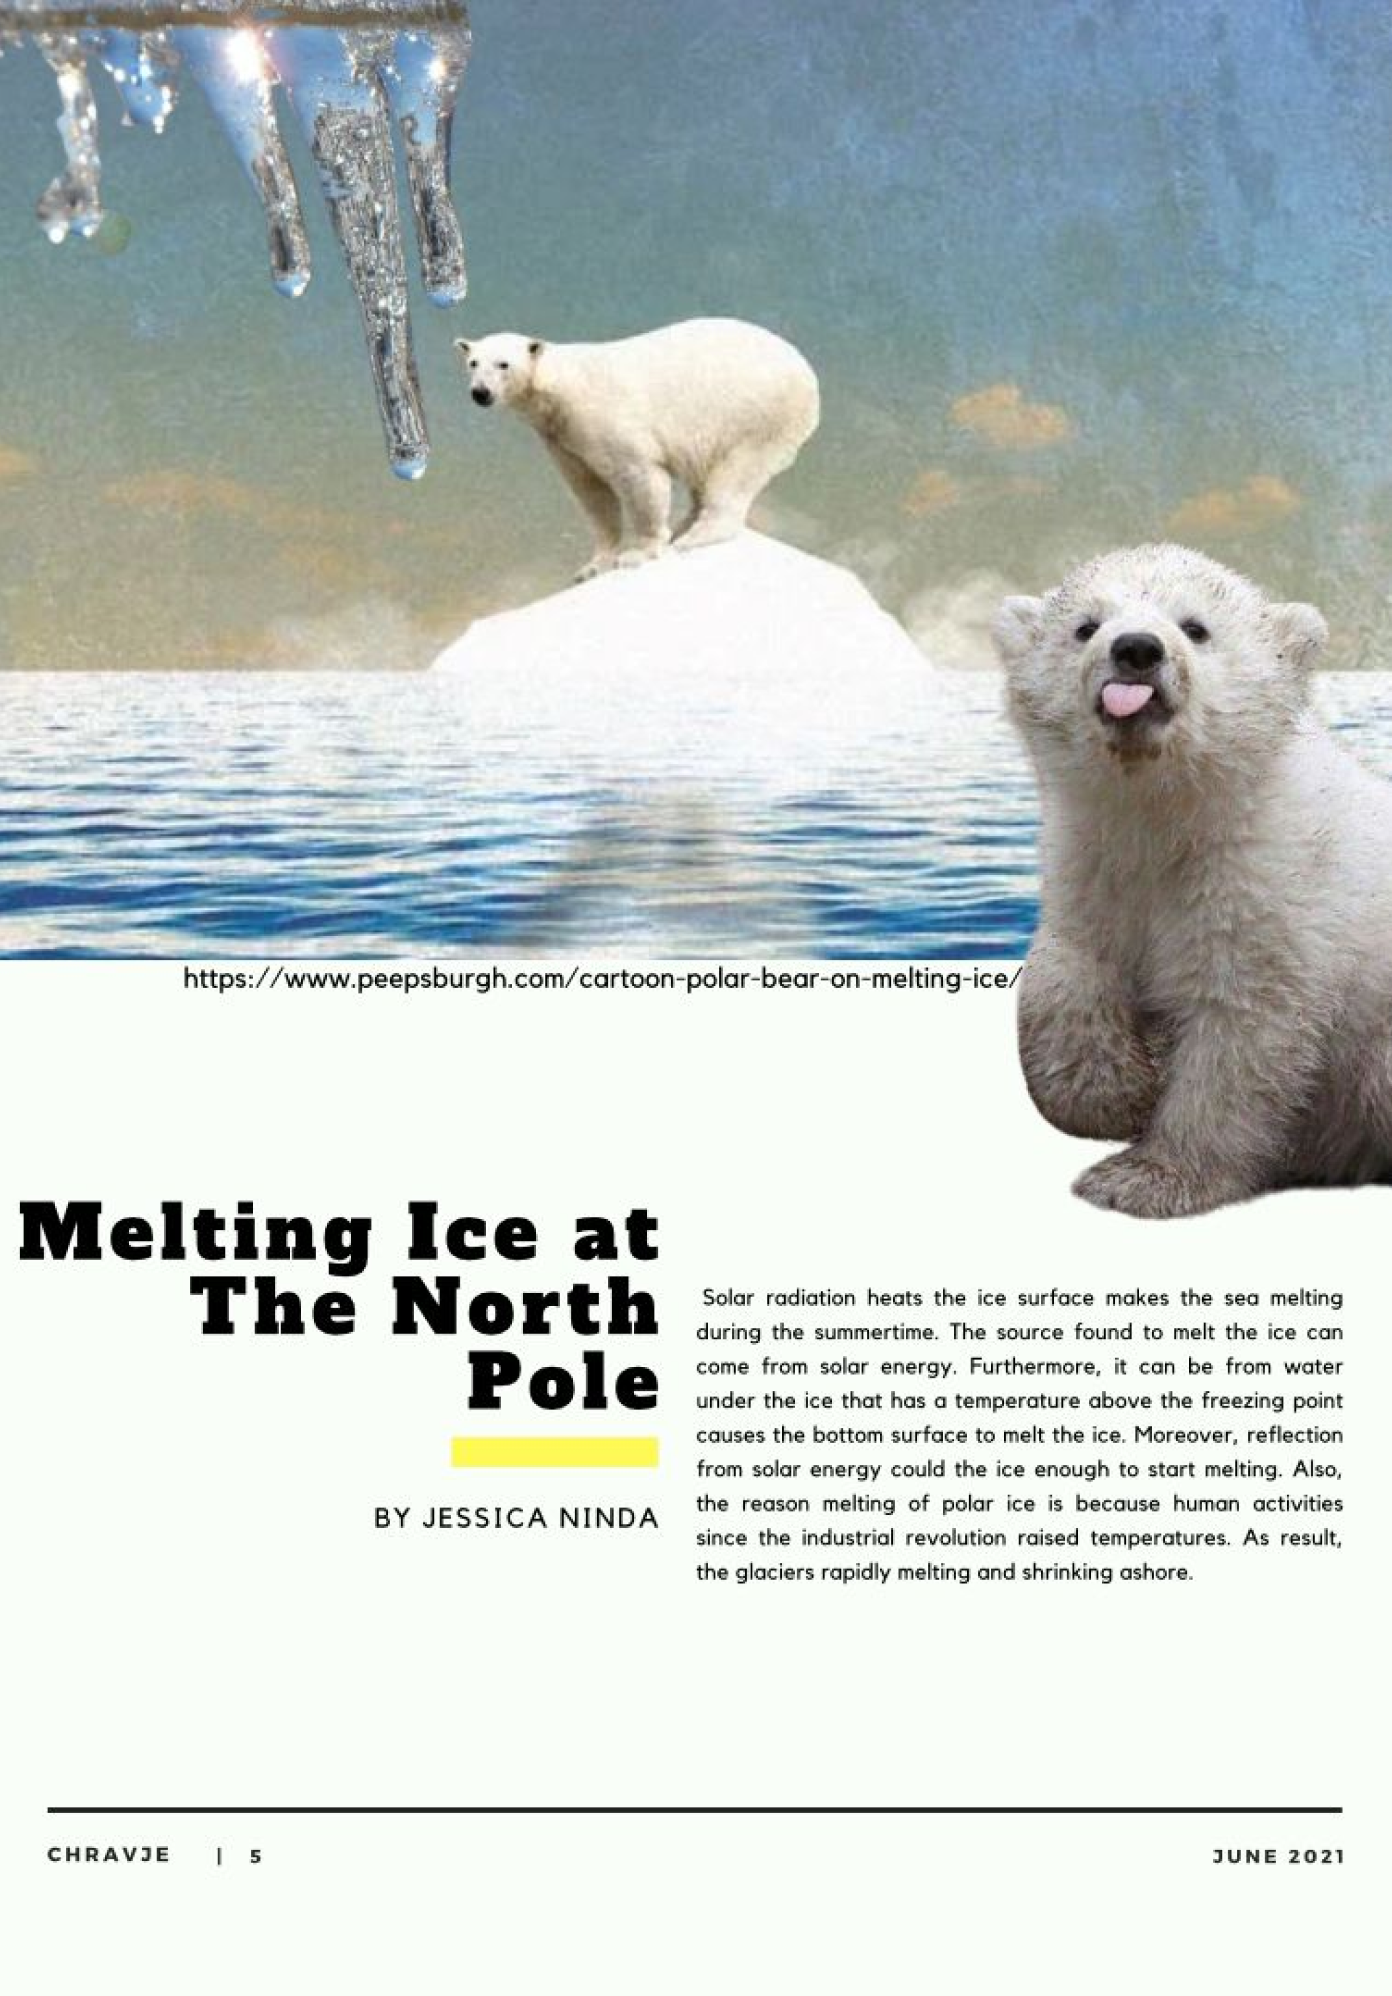 https://www.peepsburgh.com/cartoon-polar-bear-on-melting-ice/
Melting Ice at
The North
Pole
BY JESSICA NINDA
Solar radiation heats the ice surface makes the sea melting
during the summertime. The source found to melt the ice can
come from solar energy. Furthermore, it can be from water
under the ice that has a temperature above the freezing point
causes the bottom surface to melt the ice. Moreover, reflection
from solar energy could the ice enough to start melting. Also,
the reason melting of polar ice is because human activities
since the industrial revolution raised temperatures. As result,
the glaciers rapidly melting and shrinking ashore.
CHRAVJE | 5
JUNE 2021